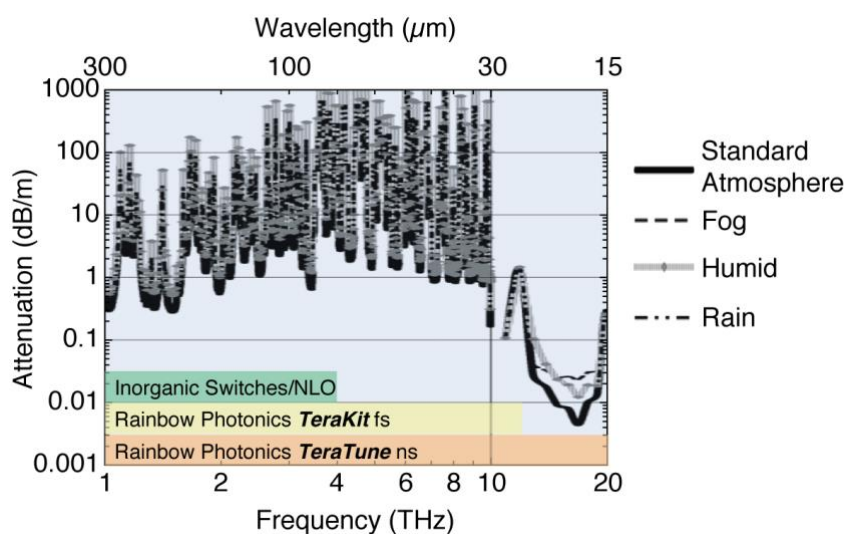 Wavelength (μm)
300 100 30 15
Attenuation (dB/m)
1000
100
10
1
0.1
0.01
0.001
Inorganic Switches/NLO
Rainbow Photonics TeraKit fs
Rainbow Photonics TeraTune ns
1 2 4 6 8 10 20
Frequency (THz)
Standard
Atmosphere
Fog
Humid
Rain